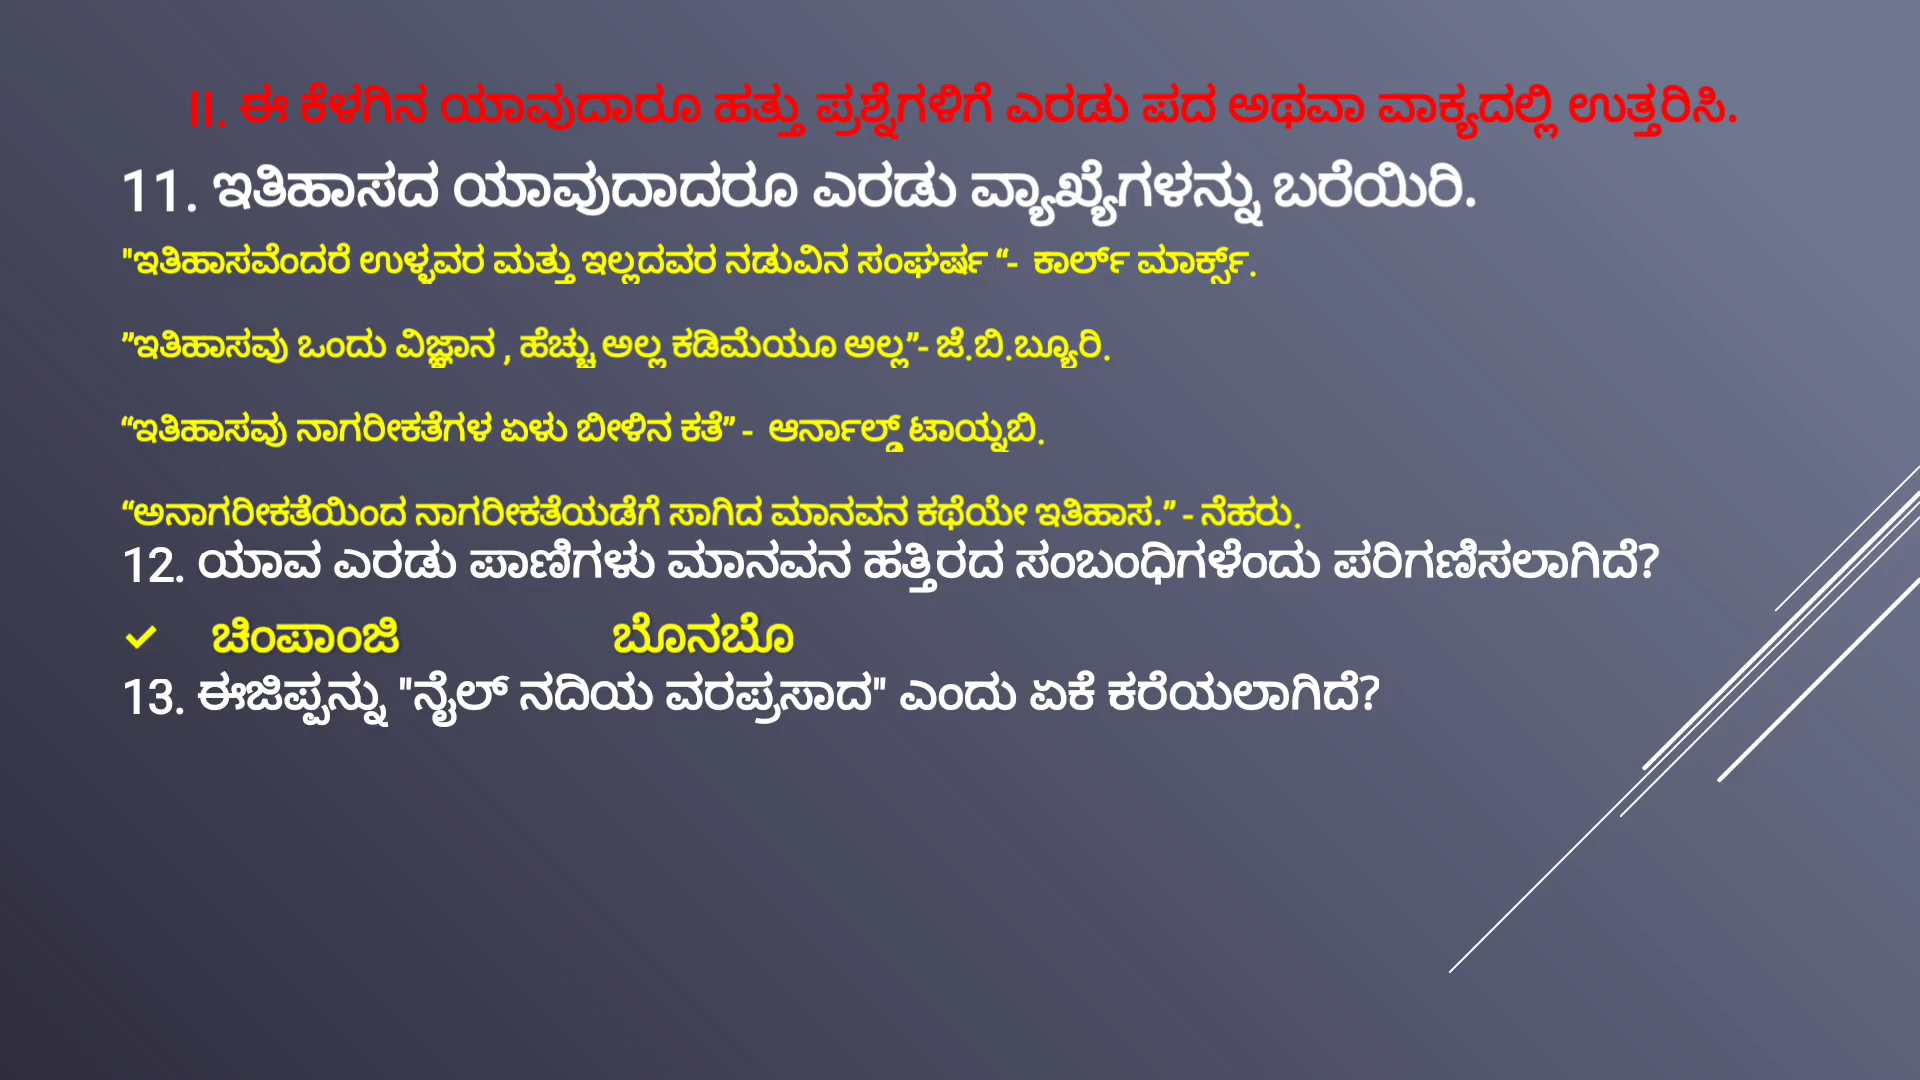 II. ಈ ಕೆಳಗಿನ ಯಾವುದಾರೂ ಹತ್ತು ಪ್ರಶ್ನೆಗಳಿಗೆ ಎರಡು ಪದ ಅಥವಾ ವಾಕ್ಯದಲ್ಲಿ ಉತ್ತರಿಸಿ.
11. ಇತಿಹಾಸದ ಯಾವುದಾದರೂ ಎರಡು ವ್ಯಾಖ್ಯೆಗಳನ್ನು ಬರೆಯಿರಿ.
"ಇತಿಹಾಸವೆಂದರೆ ಉಳ್ಳವರ ಮತ್ತು ಇಲ್ಲದವರ ನಡುವಿನ ಸಂಘರ್ಷ “- ಕಾರ್ಲ್ ಮಾರ್ಕ್ಸ್.
”ಇತಿಹಾಸವು ಒಂದು ವಿಜ್ಞಾನ , ಹೆಚ್ಚು ಅಲ್ಲ ಕಡಿಮೆಯೂ ಅಲ್ಲ”- ಜೆ.ಬಿ.ಬ್ಯೂರಿ.
“ಇತಿಹಾಸವು ನಾಗರೀಕತೆಗಳ ಏಳು ಬೀಳಿನ ಕತೆ” - ಆರ್ನಾಲ್ಡ್ ಟಾಯ್ನಬಿ.
“ಅನಾಗರೀಕತೆಯಿಂದ ನಾಗರೀಕತೆಯಡೆಗೆ ಸಾಗಿದ ಮಾನವನ ಕಥೆಯೇ ಇತಿಹಾಸ.” - ನೆಹರು.
12. ಯಾವ ಎರಡು ಪಾಣಿಗಳು ಮಾನವನ ಹತ್ತಿರದ ಸಂಬಂಧಿಗಳೆಂದು ಪರಿಗಣಿಸಲಾಗಿದೆ?
✓ ಚಿಂಪಾಂಜಿ ಬೊನಬೊ
13. ಈಜಿಪ್ಪನ್ನು "ನೈಲ್ ನದಿಯ ವರಪ್ರಸಾದ" ಎಂದು ಏಕೆ ಕರೆಯಲಾಗಿದೆ?